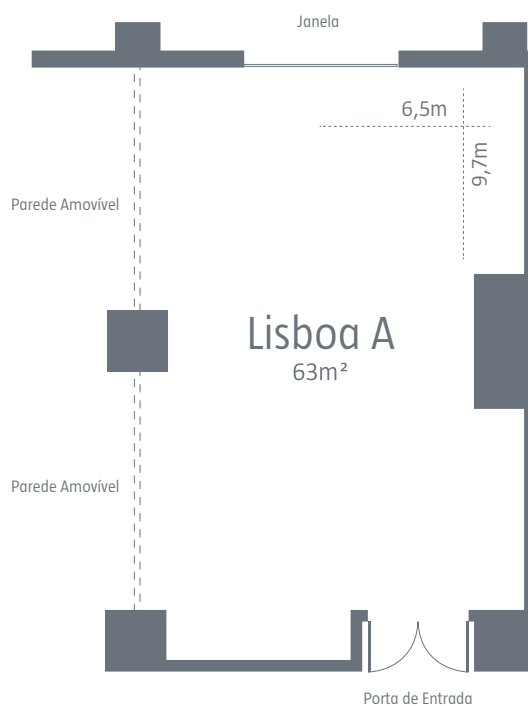 Janela
6,5m
9,7m
Parede Amovível
Lisboa A
63m²
Parede Amovível
Porta de Entrada